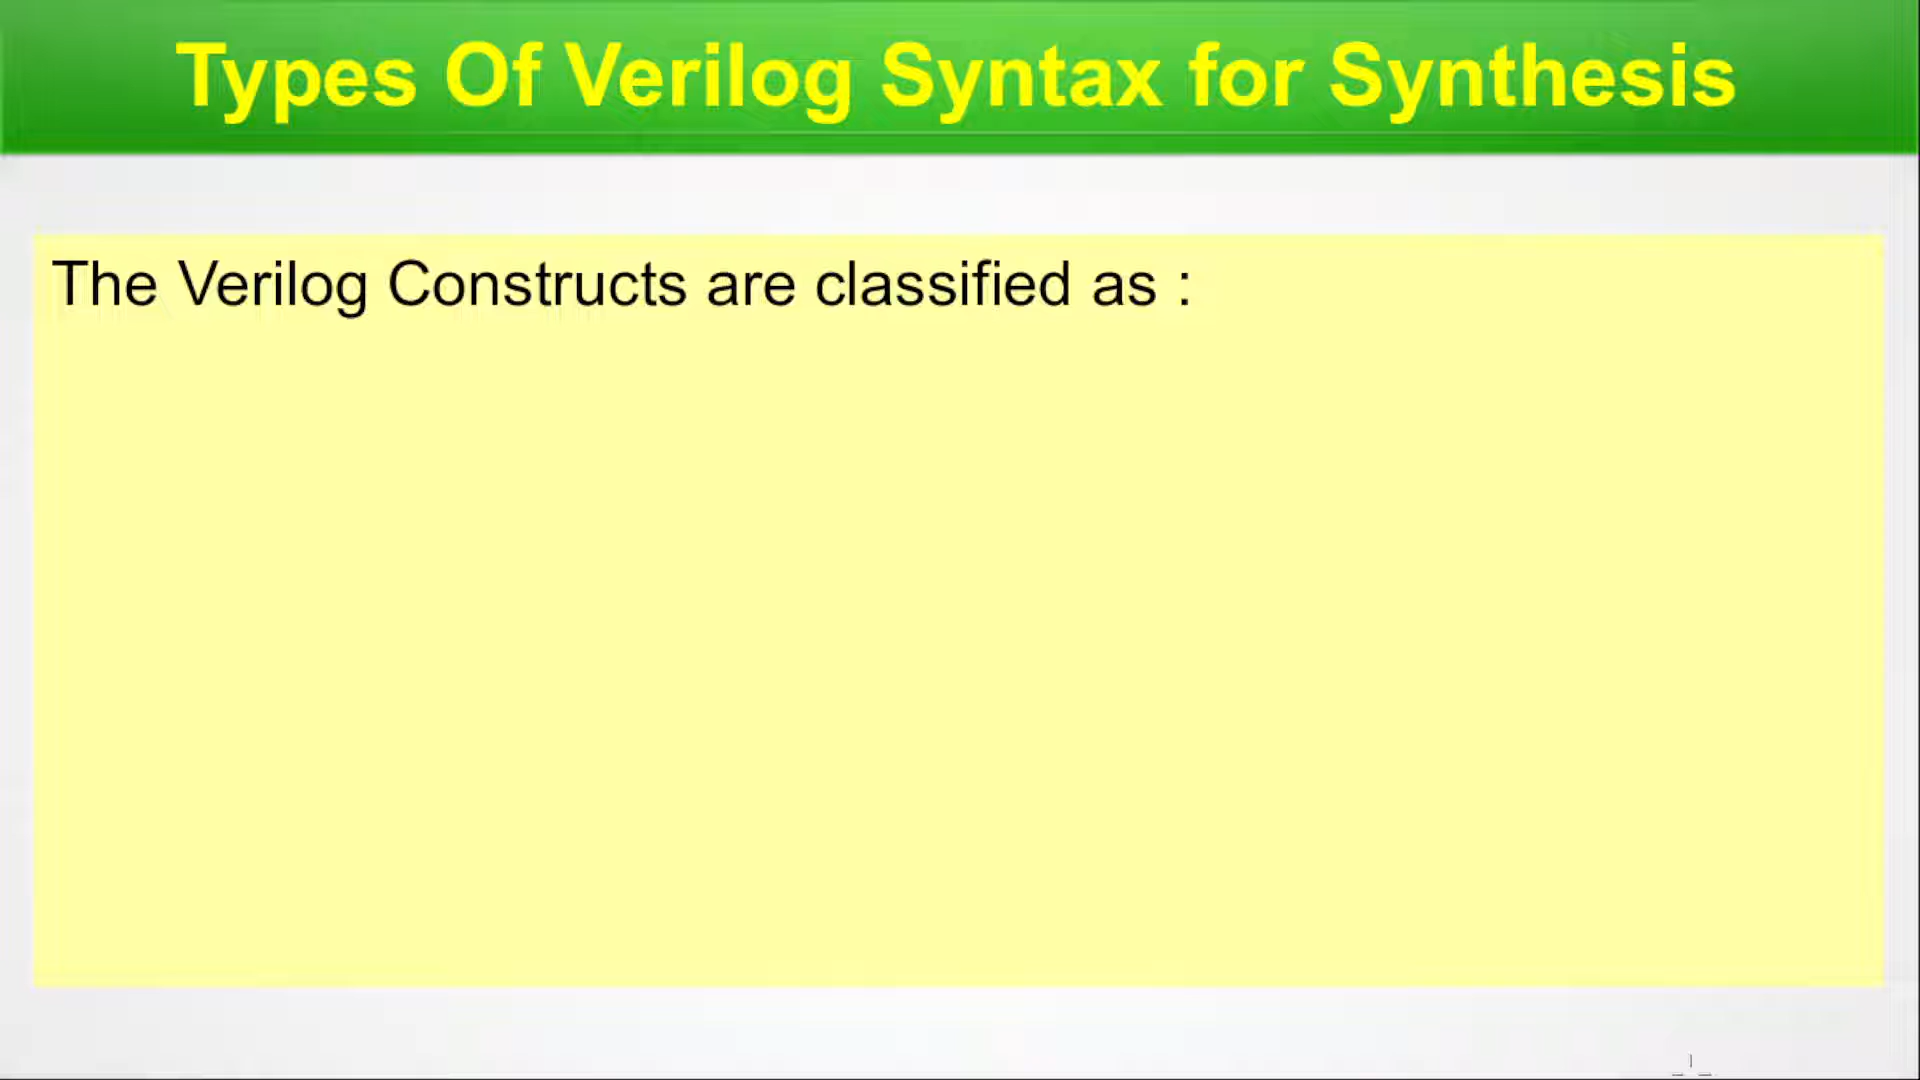 Types Of Verilog Syntax for Synthesis
The Verilog Constructs are classified as :